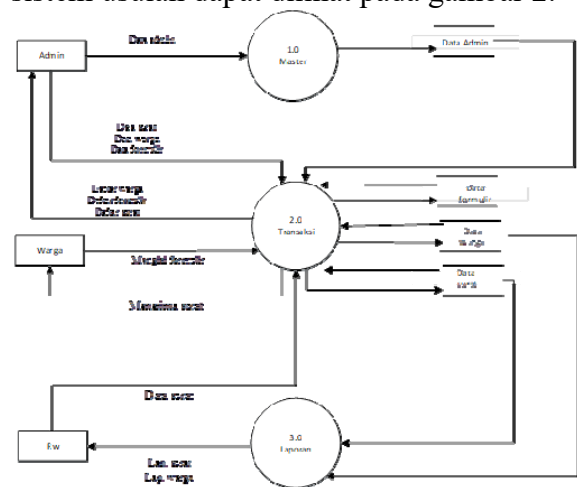 sistem usulan dapat dilihat pada gambar 2.
Data admin
1.0
Master
Data Admin
Admin
Data surat
Data warga
Data formulir
Daftar warga
Daftar formulir
Daftar surat
2.0
Transaksi
Data
formulir
Data
warga
Data
surat
Warga
Mengisi formulir
Menerima surat
Data surat
Rw
3.0
Laporan
Lap. surat
Lap. warga